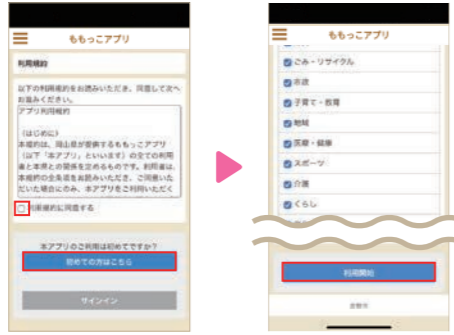 ももっこアプリ
利用規約
以下の利用規約をお読みいただき、同意して次へ
お進みください。
アプリ利用規約
(はじめに)
本規約は、岡山県が提供するももっこアプリ
(以下「本アプリ」といいます)の全ての利用
者と本県との関係を定めるものです。利用者は、
本規約の全条項をお読みいただき、ご同意いた
だいた場合にのみ、本アプリをご利用いただく
利用規約に同意する
本アプリのご利用は初めてですか？
初めての方はこちら
サインイン
ももっこアプリ
ごみ・リサイクル
市政
子育て・教育
地域
医療・健康
スポーツ
介護
くらし
利用開始